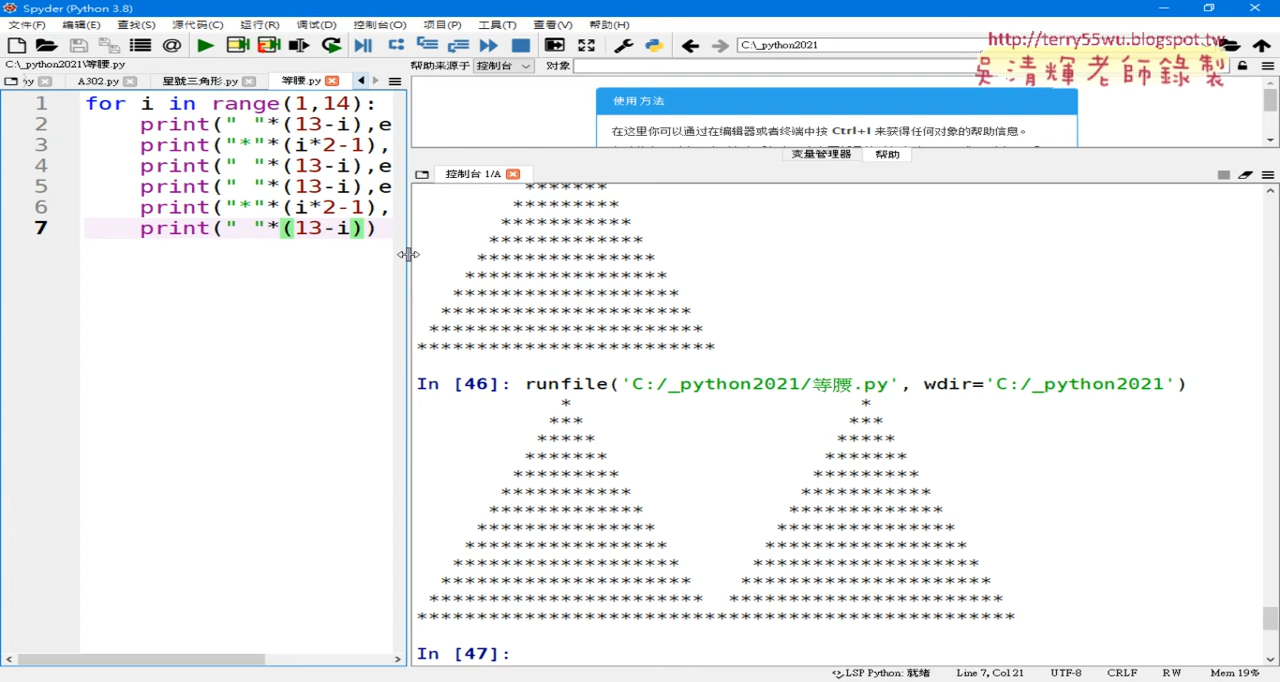 Spyder (Python 3.8)
文件(F) 编辑(E) 查找(S) 源代码(C) 运行(R) 调试(D) 控制台(O) 项目(P) 工具(T) 查看(V) 帮助(H)
C:\_python2021
http://terry55wu.blogspot.tw
吳清輝老師錄製
C:\_python2021\等腰.py
帮助来源于 控制台 对象
py A302.py 星號三角形.py 等腰.py
使用方法
在这里你可以通过在编辑器或者终端中按 Ctrl+I 来获得任何对象的帮助信息。
变量管理器 帮助
控制台 1/A
1 for i in range(1,14):
2 print(" "*(13-i),e
3 print("*"*(i*2-1),
4 print(" "*(13-i),e
5 print(" "*(13-i),e
6 print("*"*(i*2-1),
7 print(" "*(13-i))
*******
*********
***********
*************
***************
*****************
*******************
*********************
***********************
*************************
In [46]: runfile('C:/_python2021/等腰.py', wdir='C:/_python2021')
* *
*** ***
***** *****
******* *******
********* *********
*********** ***********
************* *************
*************** ***************
***************** *****************
******************* *******************
********************* *********************
*********************** ***********************
**************************************************
In [47]:
LSP Python: 就绪 Line 7, Col 21 UTF-8 CRLF RW Mem 19%